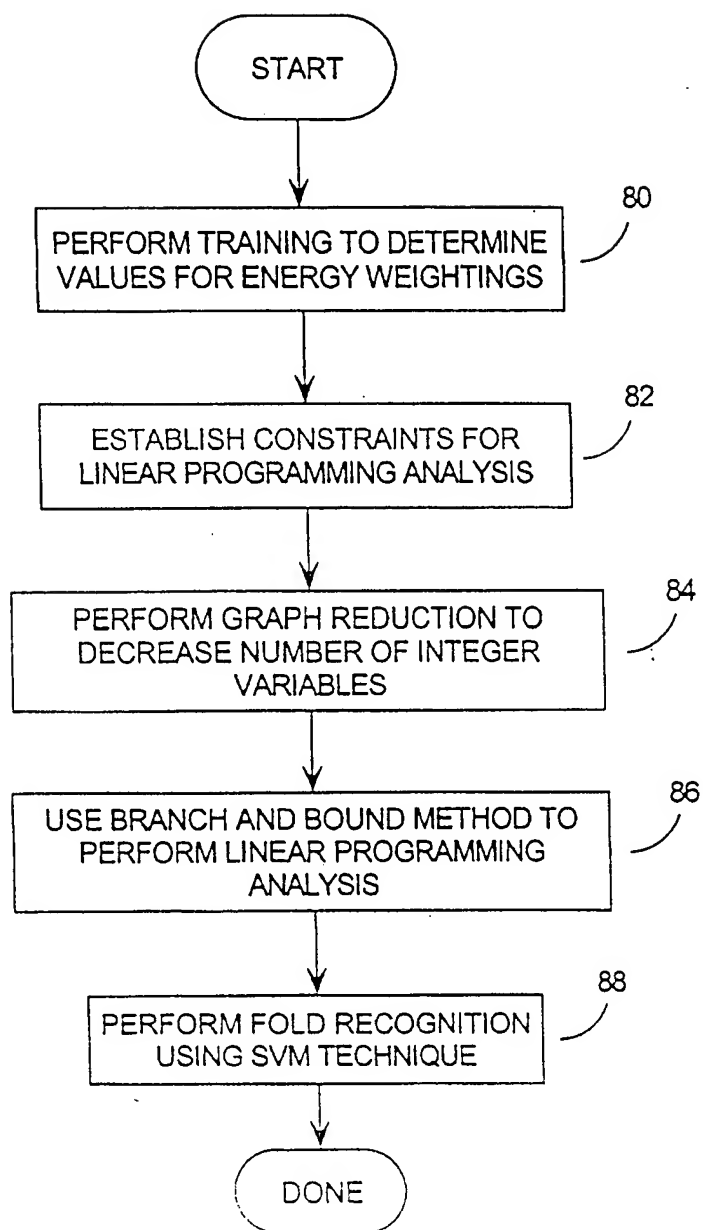 START
80
PERFORM TRAINING TO DETERMINE
VALUES FOR ENERGY WEIGHTINGS
82
ESTABLISH CONSTRAINTS FOR
LINEAR PROGRAMMING ANALYSIS
84
PERFORM GRAPH REDUCTION TO
DECREASE NUMBER OF INTEGER
VARIABLES
86
USE BRANCH AND BOUND METHOD TO
PERFORM LINEAR PROGRAMMING
ANALYSIS
88
PERFORM FOLD RECOGNITION
USING SVM TECHNIQUE
DONE